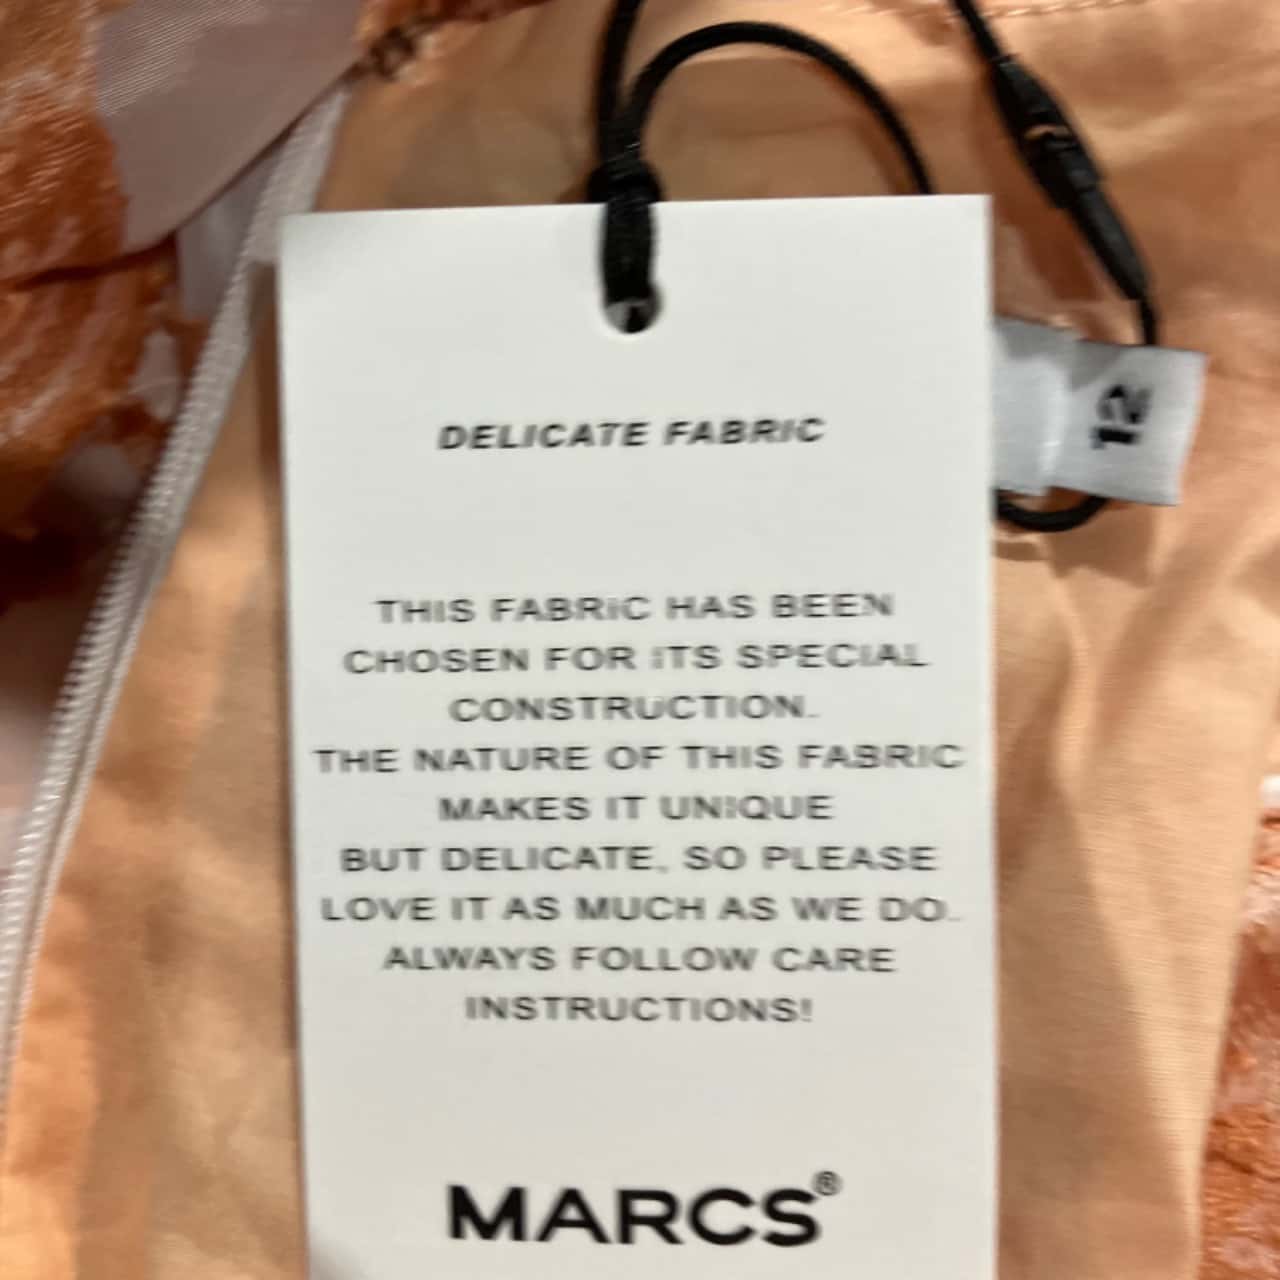 DELICATE FABRIC
THIS FABRIC HAS BEEN
CHOSEN FOR ITS SPECIAL
CONSTRUCTION.
THE NATURE OF THIS FABRIC
MAKES IT UNIQUE
BUT DELICATE, SO PLEASE
LOVE IT AS MUCH AS WE DO.
ALWAYS FOLLOW CARE
INSTRUCTIONS!
MARCS®
12